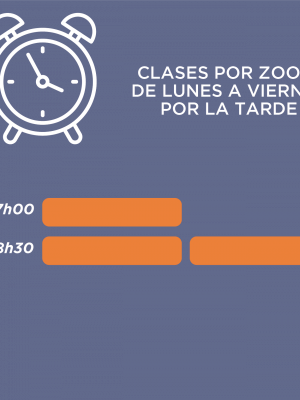 CLASES POR ZOO
DE LUNES A VIERN
POR LA TARDE
7h00
8h30